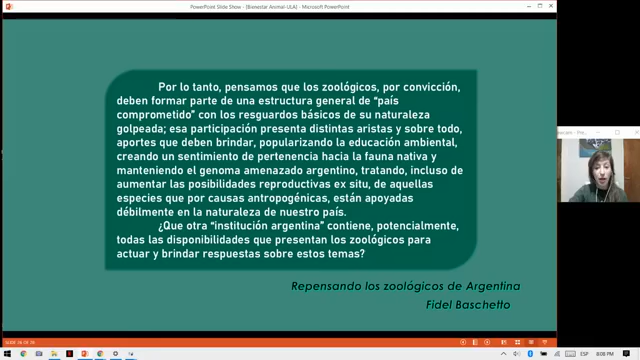 PowerPoint Slide Show - [Bienestar Animal-ULA] - Microsoft PowerPoint
Por lo tanto, pensamos que los zoológicos, por convicción,
deben formar parte de una estructura general de "país
comprometido" con los resguardos básicos de su naturaleza
golpeada; esa participación presenta distintas aristas y sobre todo,
aportes que deben brindar, popularizando la educación ambiental,
creando un sentimiento de pertenencia hacia la fauna nativa y
manteniendo el genoma amenazado argentino, tratando, incluso de
aumentar las posibilidades reproductivas ex situ, de aquellas
especies que por causas antropogénicas, están apoyadas
débilmente en la naturaleza de nuestro país.
¿Que otra "institución argentina" contiene, potencialmente,
todas las disponibilidades que presentan los zoológicos para
actuar y brindar respuestas sobre estos temas?
Repensando los zoológicos de Argentina
Fidel Baschetto
ESP
8:08 PM